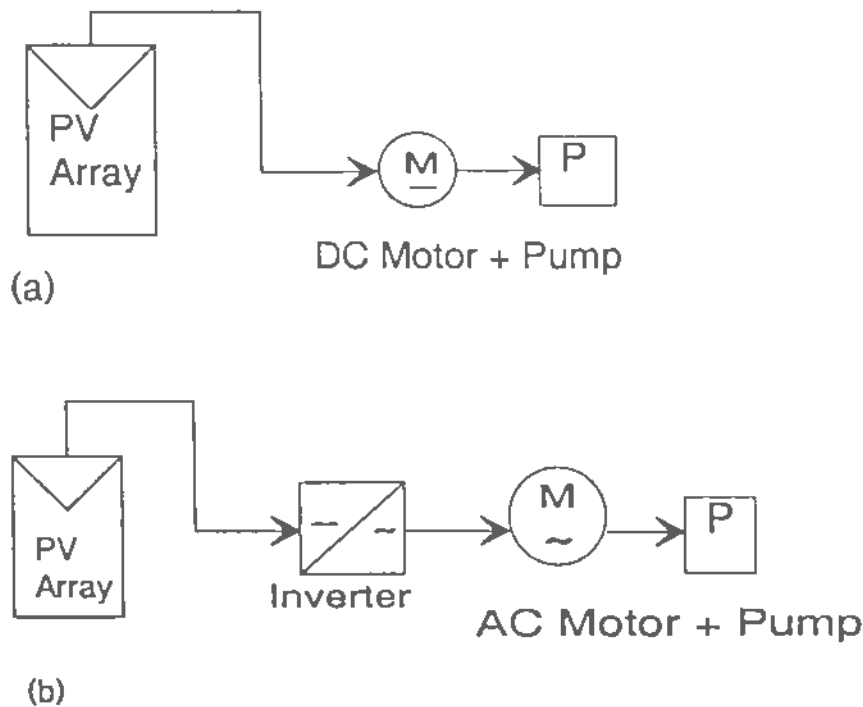 PV
Array
M
P
DC Motor + Pump
(a)
PV
Array
Inverter
M
~
P
AC Motor + Pump
(b)